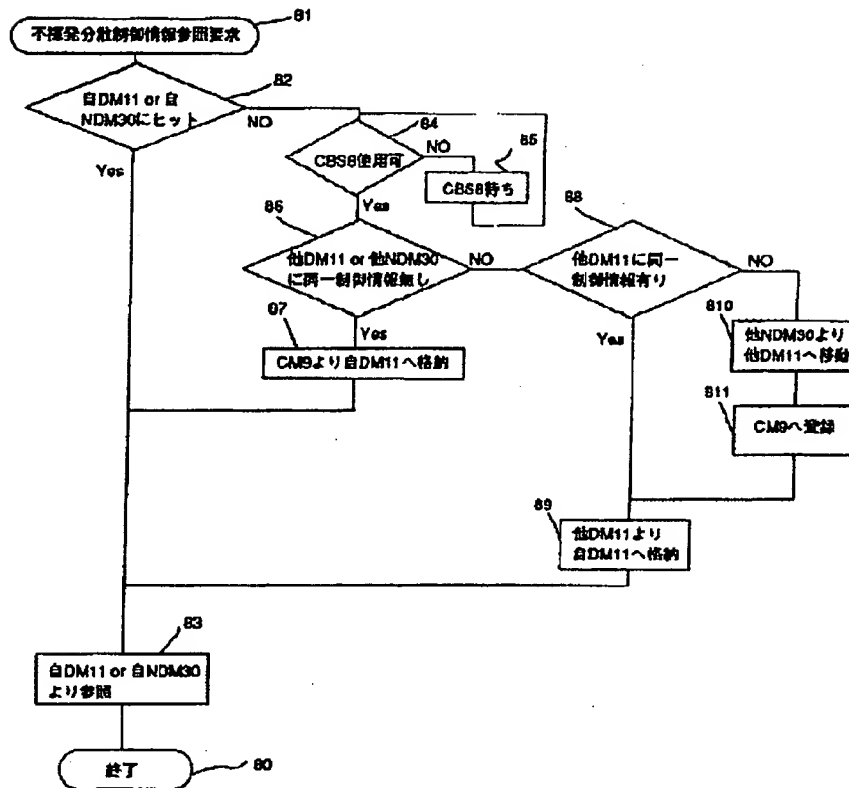 81
不揮発分散制御情報参照要求
82
自DM11 or 自
NDM30にヒット
NO
Yes
84
CBS8使用可
NO
85
CBS8待ち
Yes
86
他DM11 or 他NDM30
に同一制御情報無し
NO
88
他DM11に同一
制御情報有り
NO
87
Yes
CM9より自DM11へ格納
Yes
810
他NDM30より
他DM11へ移動
811
CM9へ登録
89
他DM11より
自DM11へ格納
83
自DM11 or 自NDM30
より参照
終了
80